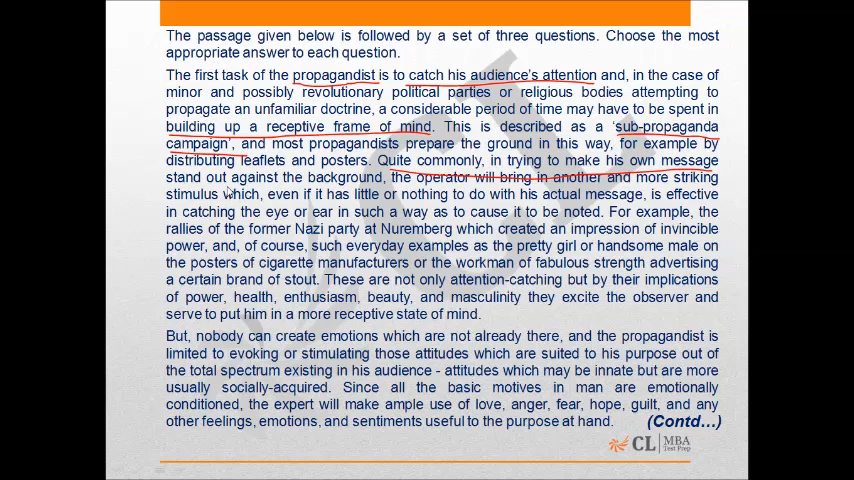 The passage given below is followed by a set of three questions. Choose the most
appropriate answer to each question.
The first task of the propagandist is to catch his audience's attention and, in the case of
minor and possibly revolutionary political parties or religious bodies attempting to
propagate an unfamiliar doctrine, a considerable period of time may have to be spent in
building up a receptive frame of mind. This is described as a 'sub-propaganda
campaign', and most propagandists prepare the ground in this way, for example by
distributing leaflets and posters. Quite commonly, in trying to make his own message
stand out against the background, the operator will bring in another and more striking
stimulus which, even if it has little or nothing to do with his actual message, is effective
in catching the eye or ear in such a way as to cause it to be noted. For example, the
rallies of the former Nazi party at Nuremberg which created an impression of invincible
power, and, of course, such everyday examples as the pretty girl or handsome male on
the posters of cigarette manufacturers or the workman of fabulous strength advertising
a certain brand of stout. These are not only attention-catching but by their implications
of power, health, enthusiasm, beauty, and masculinity they excite the observer and
serve to put him in a more receptive state of mind.
But, nobody can create emotions which are not already there, and the propagandist is
limited to evoking or stimulating those attitudes which are suited to his purpose out of
the total spectrum existing in his audience - attitudes which may be innate but are more
usually socially-acquired. Since all the basic motives in man are emotionally
conditioned, the expert will make ample use of love, anger, fear, hope, guilt, and any
other feelings, emotions, and sentiments useful to the purpose at hand. (Contd...)
CL MBA
Test Prep
CL